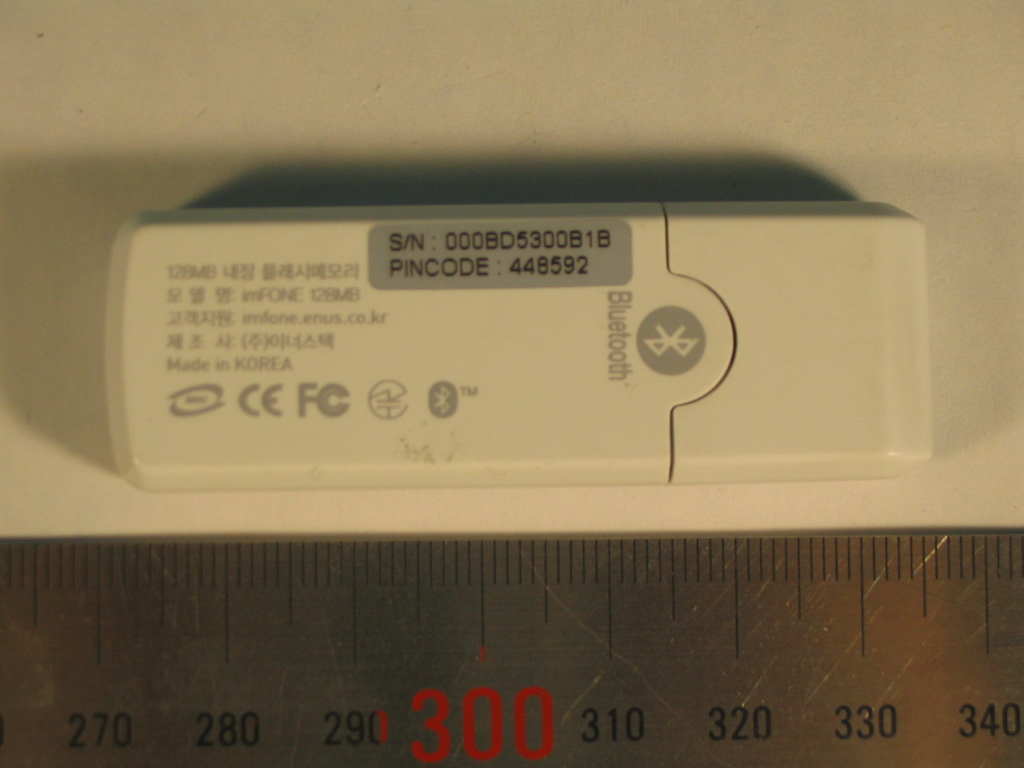 S/N : 000BD5300B1B
PINCODE : 448592
128MB 내장 플레시메모리
모 델 명: imFONE 128MB
고객지원: imfone.enus.co.kr
제 조 사: (주)이너스텍
Made in KOREA
CE FC ™
Bluetooth
270 280 290 300 310 320 330 340